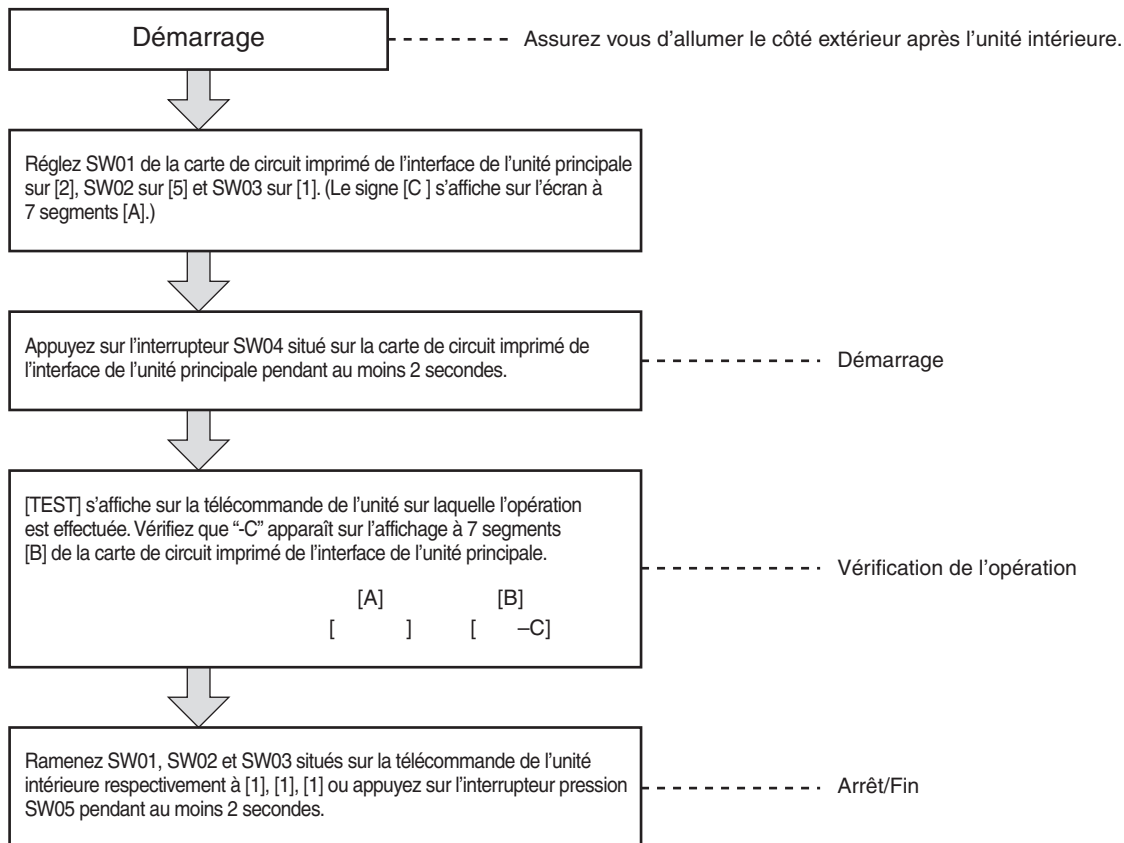 Démarrage
Assurez vous d'allumer le côté extérieur après l'unité intérieure.
Réglez SW01 de la carte de circuit imprimé de l'interface de l'unité principale
sur [2], SW02 sur [5] et SW03 sur [1]. (Le signe [C ] s'affiche sur l'écran à
7 segments [A].)
Appuyez sur l'interrupteur SW04 situé sur la carte de circuit imprimé de
l'interface de l'unité principale pendant au moins 2 secondes.
Démarrage
[TEST] s'affiche sur la télécommande de l'unité sur laquelle l'opération
est effectuée. Vérifiez que “-C” apparaît sur l'affichage à 7 segments
[B] de la carte de circuit imprimé de l'interface de l'unité principale.
[A] [B]
[ ] [ –C]
Vérification de l'opération
Ramenez SW01, SW02 et SW03 situés sur la télécommande de l'unité
intérieure respectivement à [1], [1], [1] ou appuyez sur l'interrupteur pression
SW05 pendant au moins 2 secondes.
Arrêt/Fin